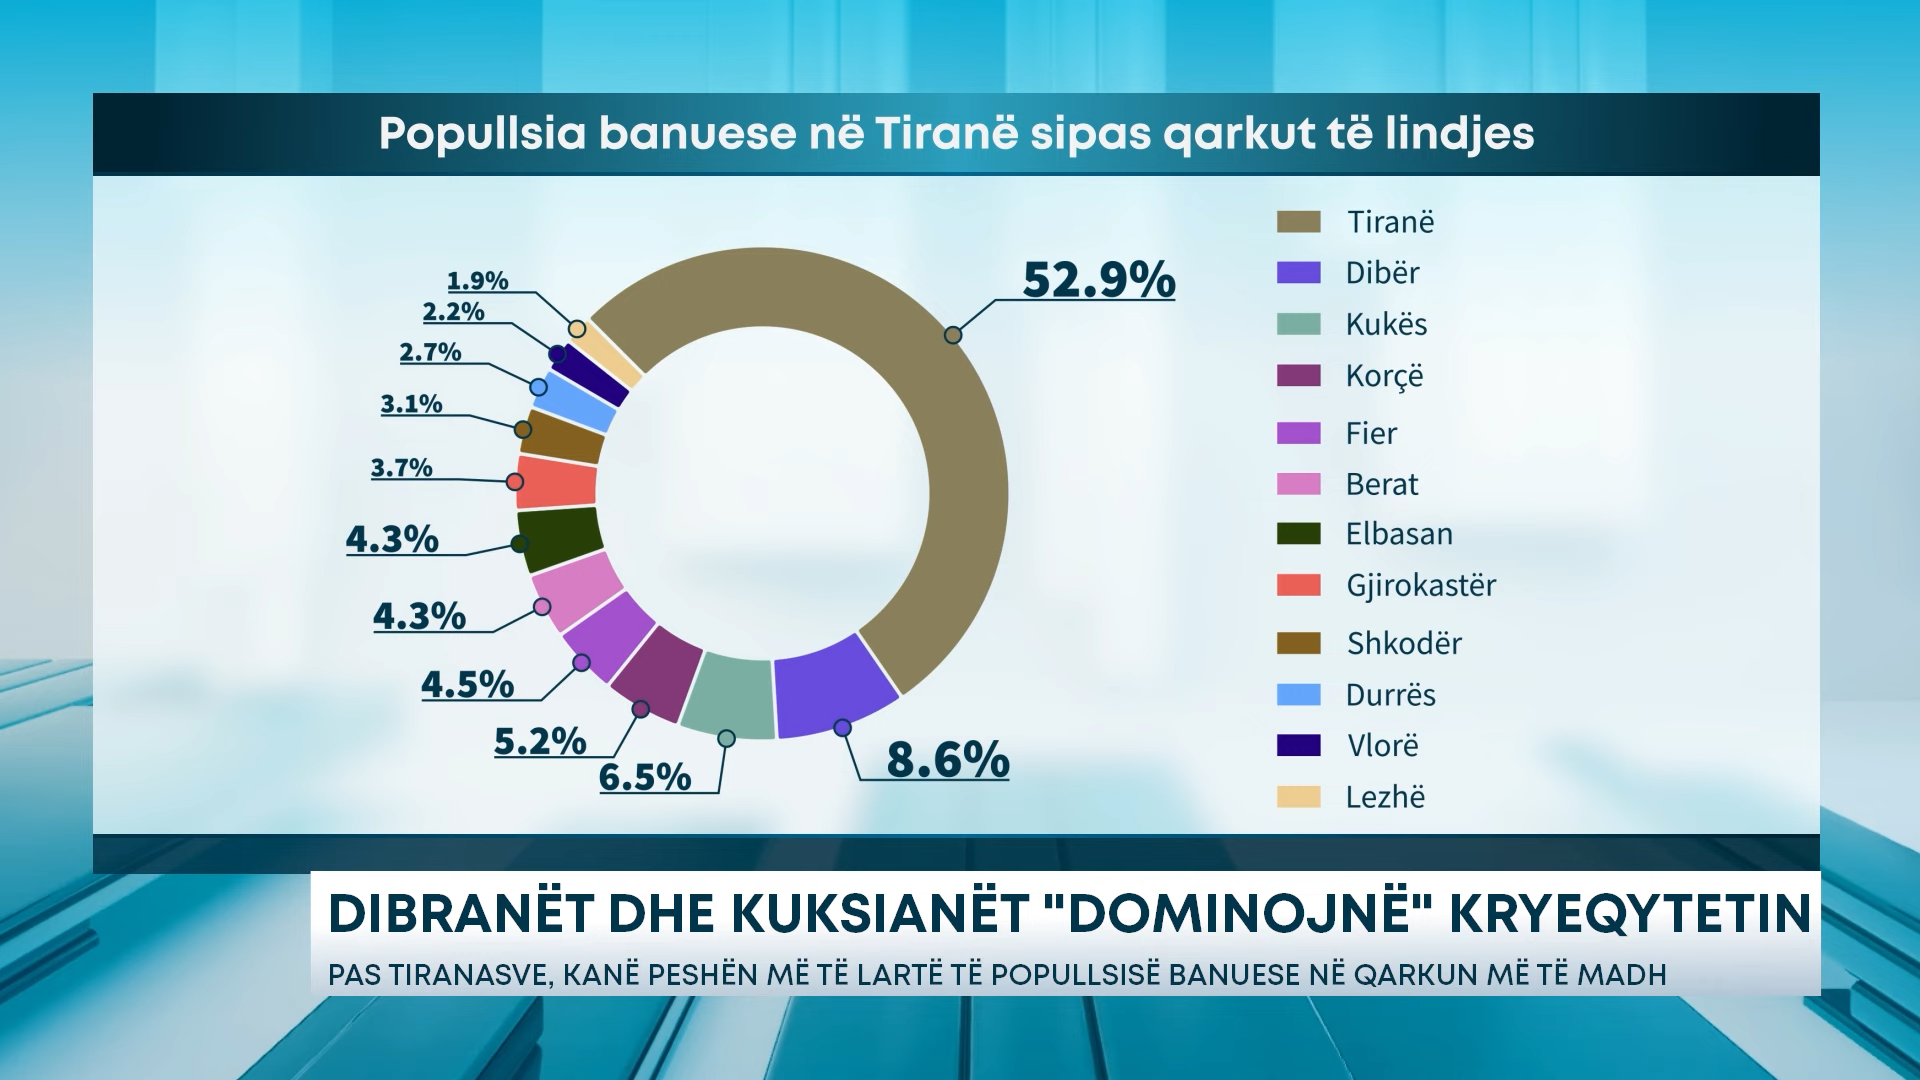 Popullsia banuese në Tiranë sipas qarkut të lindjes
52.9%
8.6%
6.5%
5.2%
4.5%
4.3%
4.3%
3.7%
3.1%
2.7%
2.2%
1.9%
Tiranë
Dibër
Kukës
Korçë
Fier
Berat
Elbasan
Gjirokastër
Shkodër
Durrës
Vlorë
Lezhë
DIBRANËT DHE KUKSIANËT "DOMINOJNË" KRYEQYTETIN
PAS TIRANASVE, KANË PESHËN MË TË LARTË TË POPULLSISË BANUESE NË QARKUN MË TË MADH